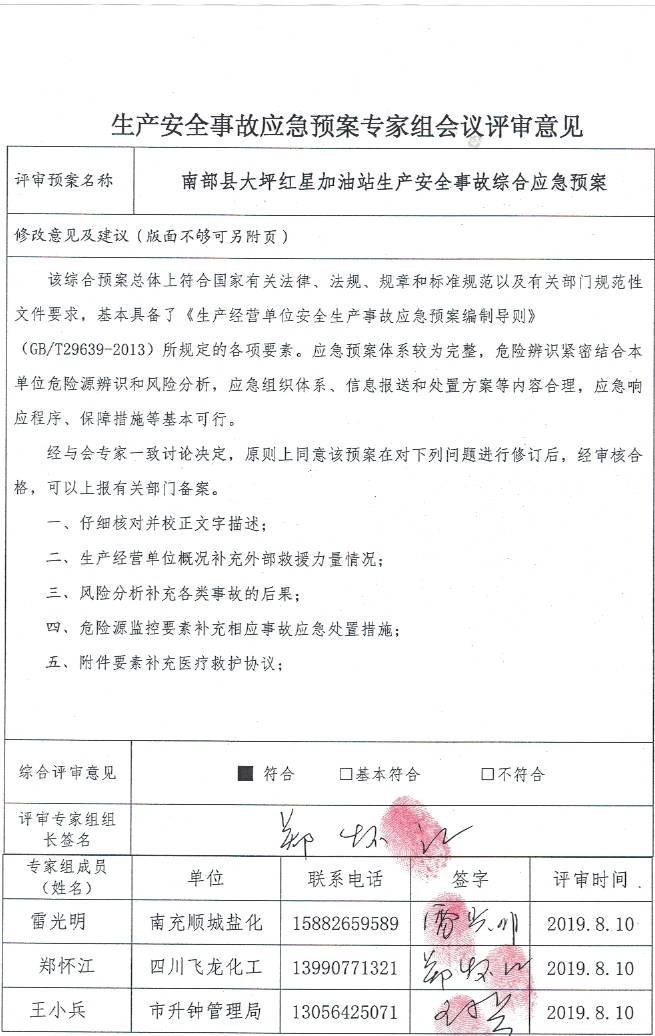 生产安全事故应急预案专家组会议评审意见
评审预案名称 南部县大坪红星加油站生产安全事故综合应急预案
修改意见及建议（版面不够可另附页）
该综合预案总体上符合国家有关法律、法规、规章和标准规范以及有关部门规范性
文件要求，基本具备了《生产经营单位安全生产事故应急预案编制导则》
（GB/T29639-2013）所规定的各项要素。应急预案体系较为完整，危险辨识紧密结合本
单位危险源辨识和风险分析，应急组织体系、信息报送和处置方案等内容合理，应急响
应程序、保障措施等基本可行。
经与会专家一致讨论决定，原则上同意该预案在对下列问题进行修订后，经审核合
格，可以上报有关部门备案。
一、仔细核对并校正文字描述；
二、生产经营单位概况补充外部救援力量情况；
三、风险分析补充各类事故的后果；
四、危险源监控要素补充相应事故应急处置措施；
五、附件要素补充医疗救护协议；
综合评审意见 ■ 符合 □基本符合 □不符合
评审专家组组
长签名 郑怀江
专家组成员
（姓名） 单位 联系电话 签字 评审时间
雷光明 南充顺城盐化 15882659589 雷光明 2019.8.10
郑怀江 四川飞龙化工 13990771321 郑怀江 2019.8.10
王小兵 市升钟管理局 13056425071 王小兵 2019.8.10